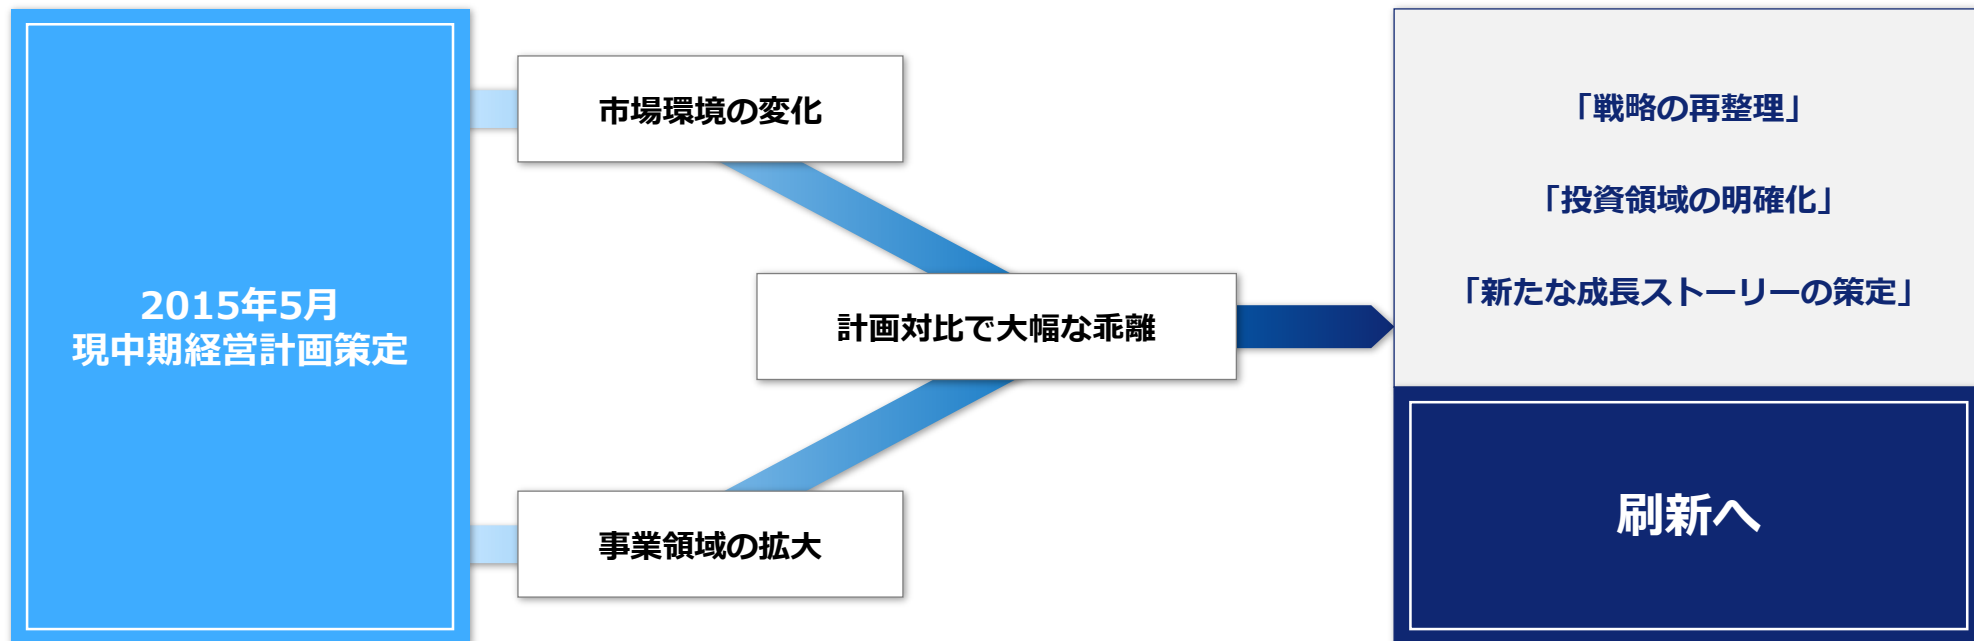 2015年5月
現中期経営計画策定
市場環境の変化
事業領域の拡大
計画対比で大幅な乖離
「戦略の再整理」
「投資領域の明確化」
「新たな成長ストーリーの策定」
刷新へ